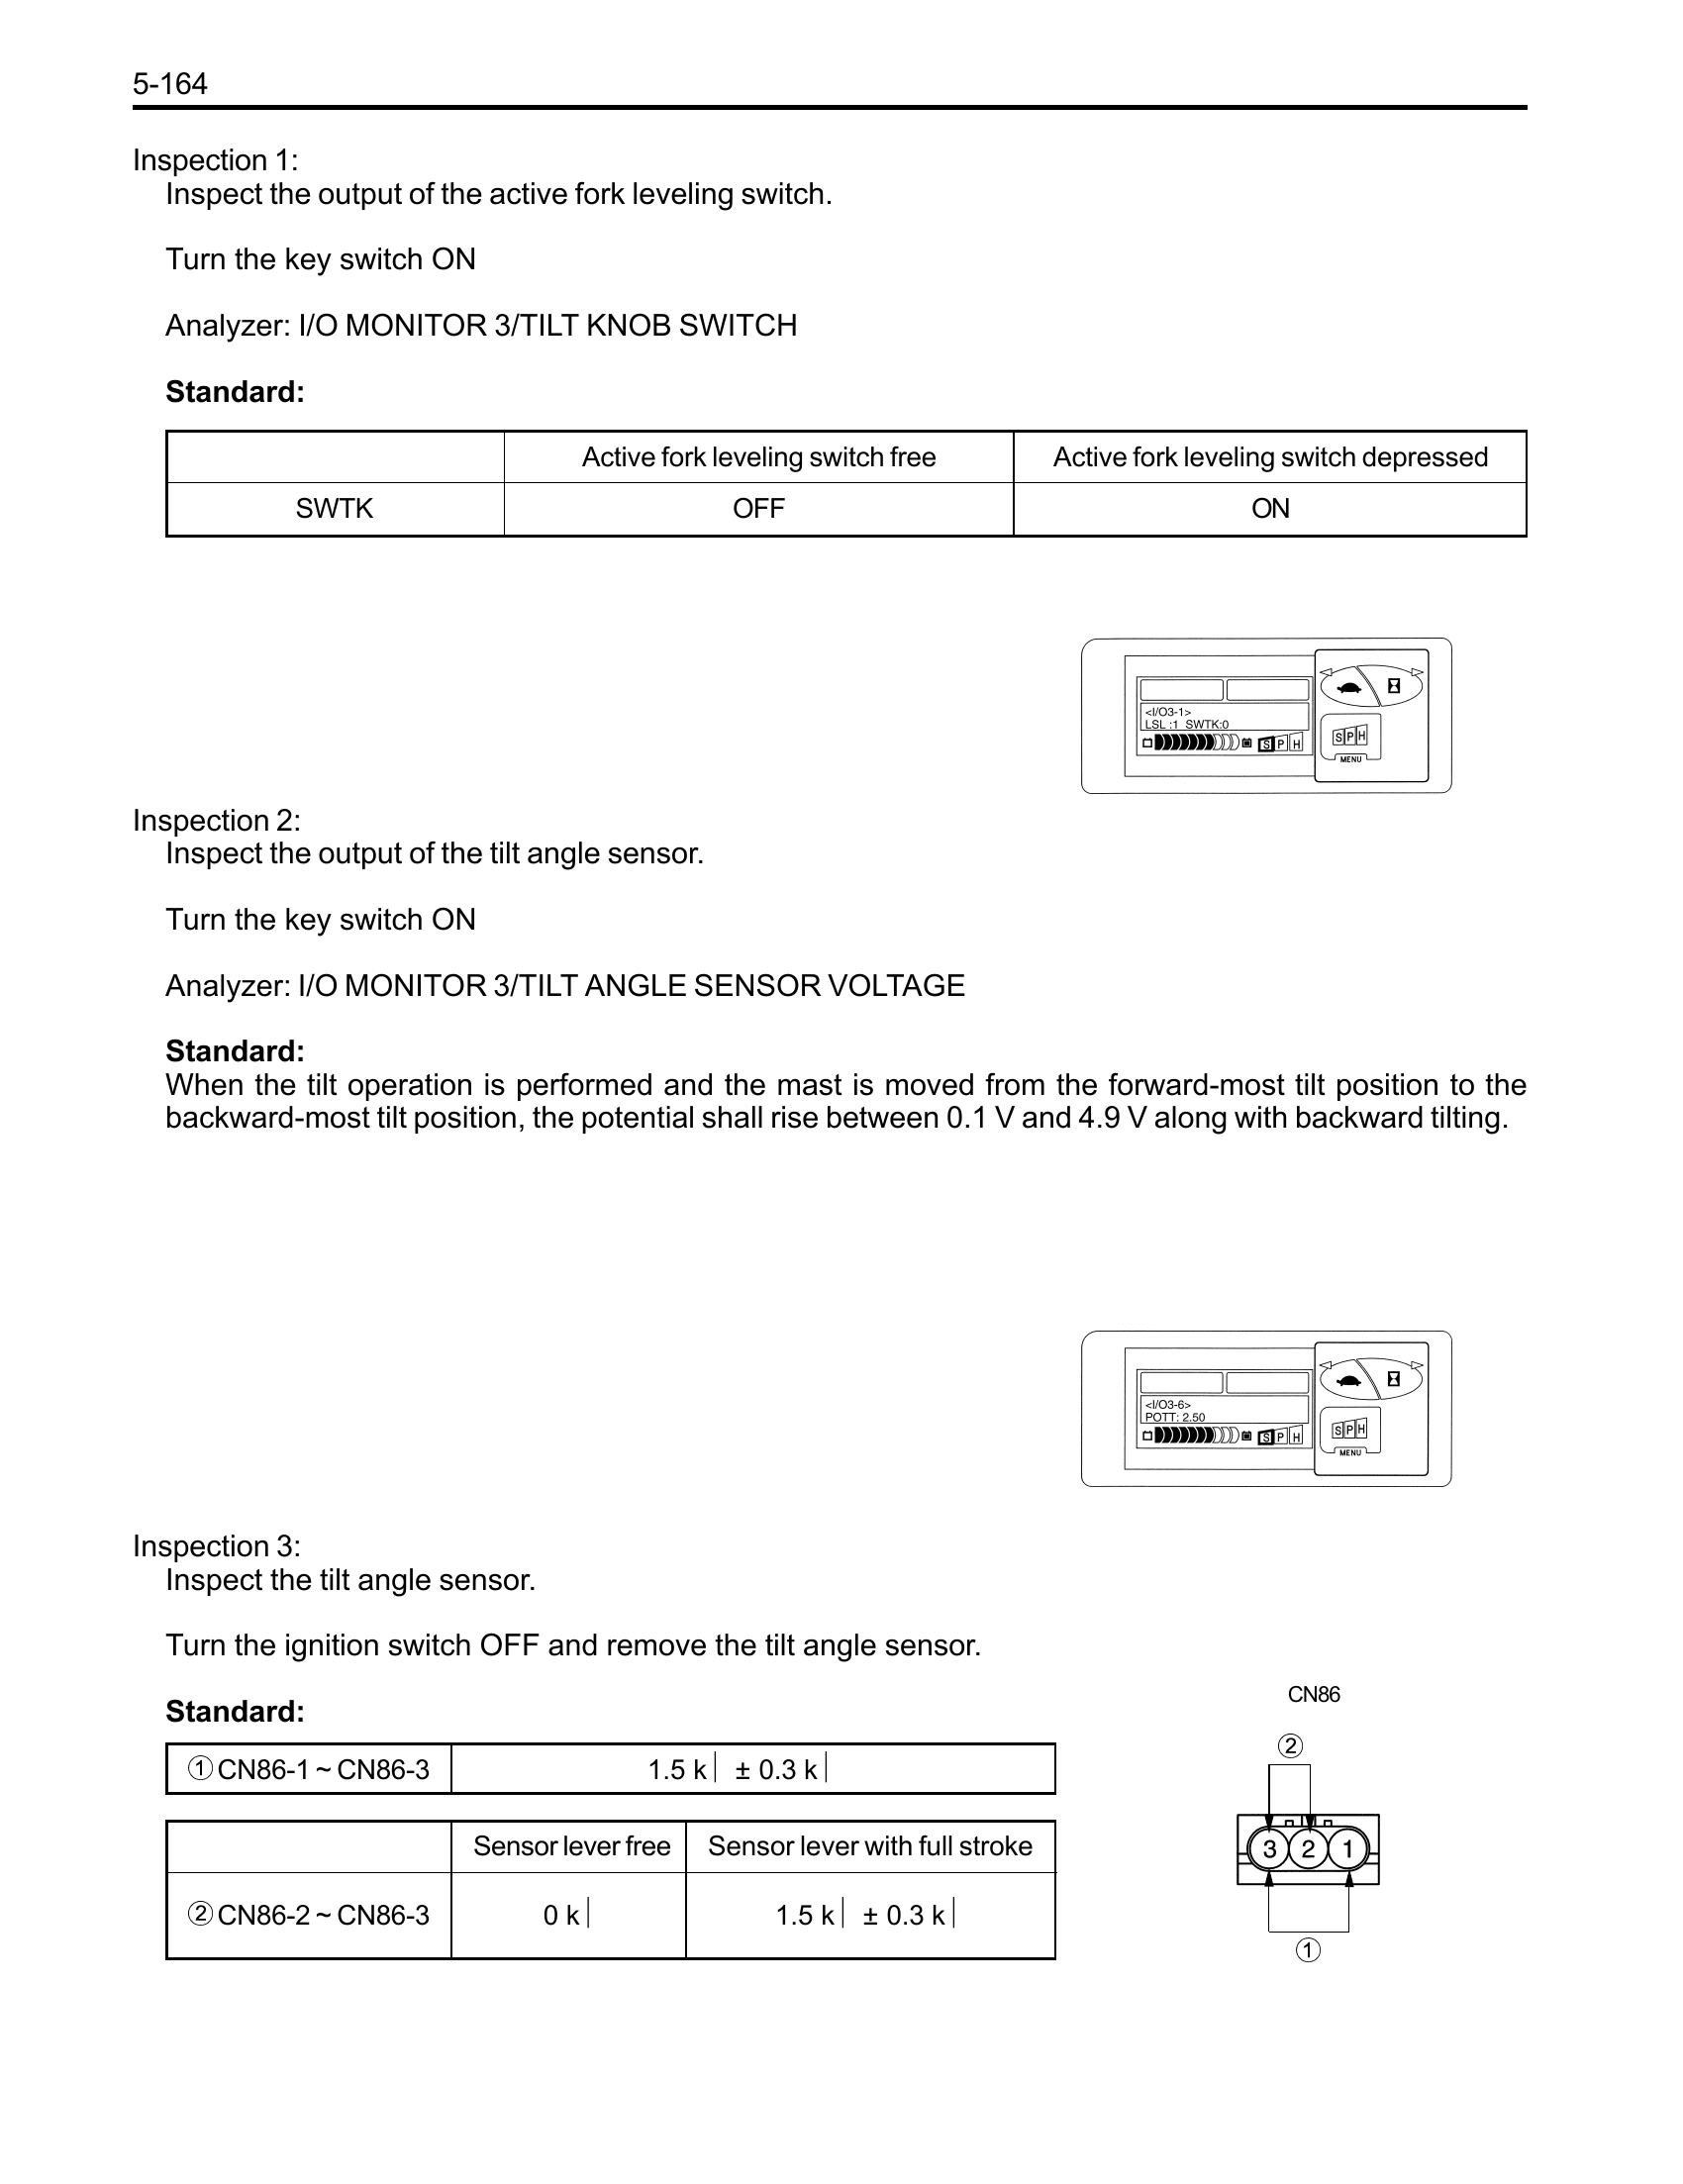 5-164
Inspection 1:
Inspect the output of the active fork leveling switch.
Turn the key switch ON
Analyzer: I/O MONITOR 3/TILT KNOB SWITCH
Standard:
Active fork leveling switch free Active fork leveling switch depressed
SWTK OFF ON
<I/O3-1>
LSL :1 SWTK:0
S P H
S P H
MENU
Inspection 2:
Inspect the output of the tilt angle sensor.
Turn the key switch ON
Analyzer: I/O MONITOR 3/TILT ANGLE SENSOR VOLTAGE
Standard:
When the tilt operation is performed and the mast is moved from the forward-most tilt position to the
backward-most tilt position, the potential shall rise between 0.1 V and 4.9 V along with backward tilting.
<I/O3-6>
POTT: 2.50
S P H
S P H
MENU
Inspection 3:
Inspect the tilt angle sensor.
Turn the ignition switch OFF and remove the tilt angle sensor.
Standard:
① CN86-1 ~ CN86-3 1.5 k| ± 0.3 k|
Sensor lever free Sensor lever with full stroke
② CN86-2 ~ CN86-3 0 k| 1.5 k| ± 0.3 k|
CN86
②
3 2 1
①